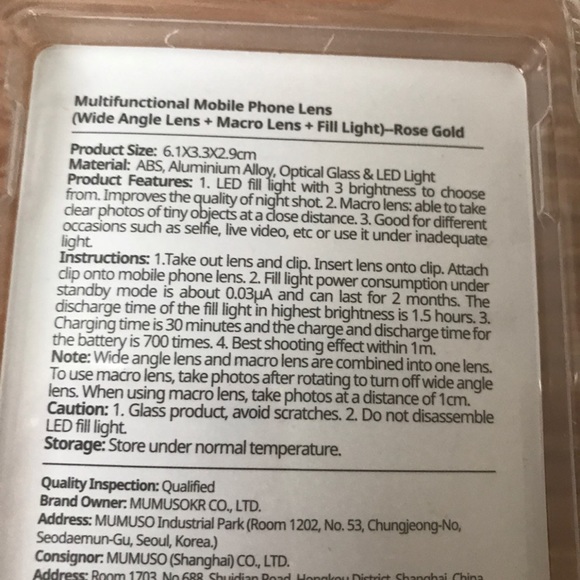 Multifunctional Mobile Phone Lens
(Wide Angle Lens + Macro Lens + Fill Light)–Rose Gold
Product Size: 6.1X3.3X2.9cm
Material: ABS, Aluminium Alloy, Optical Glass & LED Light
Product Features: 1. LED fill light with 3 brightness to choose
from. Improves the quality of night shot. 2. Macro lens: able to take
clear photos of tiny objects at a close distance. 3. Good for different
occasions such as selfie, live video, etc or use it under inadequate
light.
Instructions: 1.Take out lens and clip. Insert lens onto clip. Attach
clip onto mobile phone lens. 2. Fill light power consumption under
standby mode is about 0.03μA and can last for 2 months. The
discharge time of the fill light in highest brightness is 1.5 hours. 3.
Charging time is 30 minutes and the charge and discharge time for
the battery is 700 times. 4. Best shooting effect within 1m.
Note: Wide angle lens and macro lens are combined into one lens.
To use macro lens, take photos after rotating to turn off wide angle
lens. When using macro lens, take photos at a distance of 1cm.
Caution: 1. Glass product, avoid scratches. 2. Do not disassemble
LED fill light.
Storage: Store under normal temperature.
Quality Inspection: Qualified
Brand Owner: MUMUSOKR CO., LTD.
Address: MUMUSO Industrial Park (Room 1202, No. 53, Chungjeong-No,
Seodaemun-Gu, Seoul, Korea.)
Consignor: MUMUSO (Shanghai) CO., LTD.
Address: Room 1703, No.688, Shuidian Road, Hongkou District, Shanghai, China